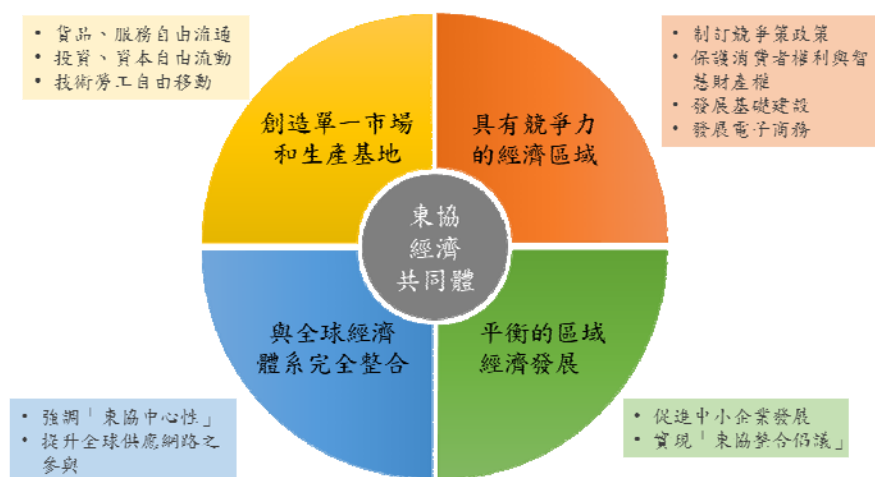 • 貨品、服務自由流通
• 投資、資本自由流動
• 技術勞工自由移動
• 制訂競爭策政策
• 保護消費者權利與智
慧財產權
• 發展基礎建設
• 發展電子商務
創造單一市場
和生產基地
具有競爭力
的經濟區域
東協
經濟
共同體
與全球經濟
體系完全整合
平衡的區域
經濟發展
• 強調「東協中心性」
• 提升全球供應網路之
參與
• 促進中小企業發展
• 實現「東協整合倡議」